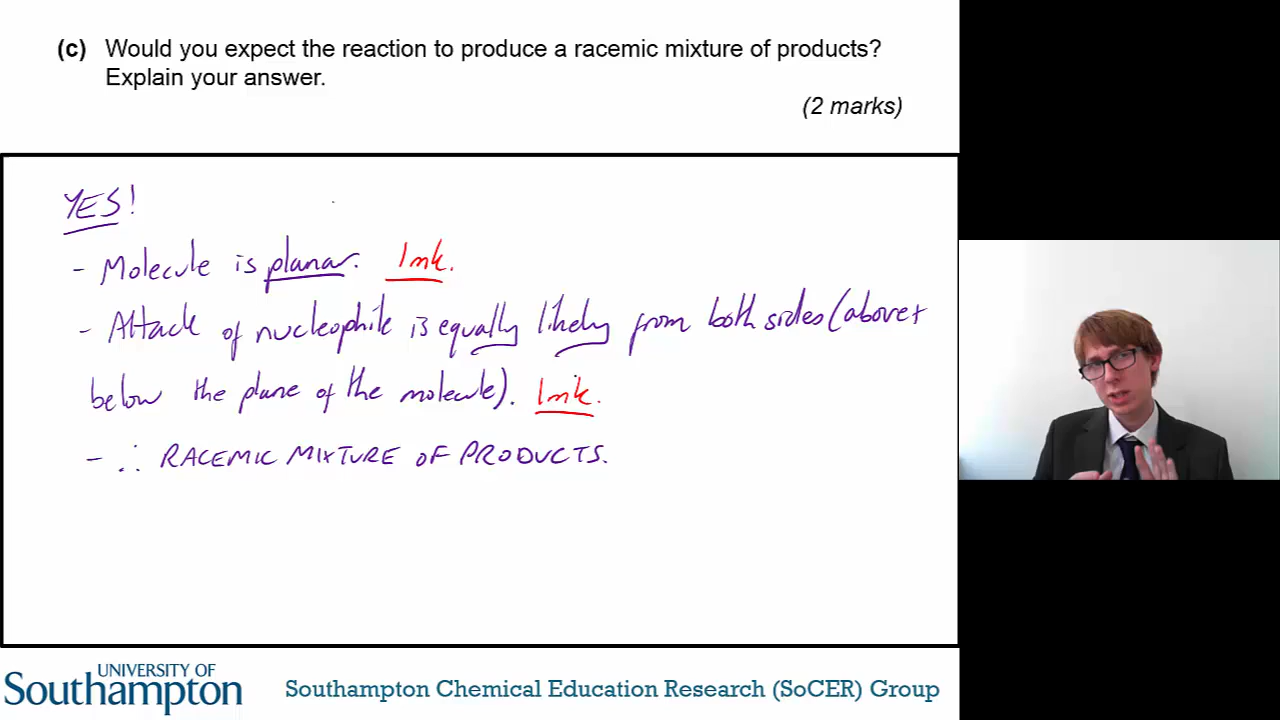 (c) Would you expect the reaction to produce a racemic mixture of products?
Explain your answer.
(2 marks)
YES!
- Molecule is planar. 1mk.
- Attack of nucleophile is equally likely from both sides (above +
below the plane of the molecule). 1mk.
- ∴ RACEMIC MIXTURE OF PRODUCTS.
UNIVERSITY OF
Southampton
Southampton Chemical Education Research (SoCER) Group